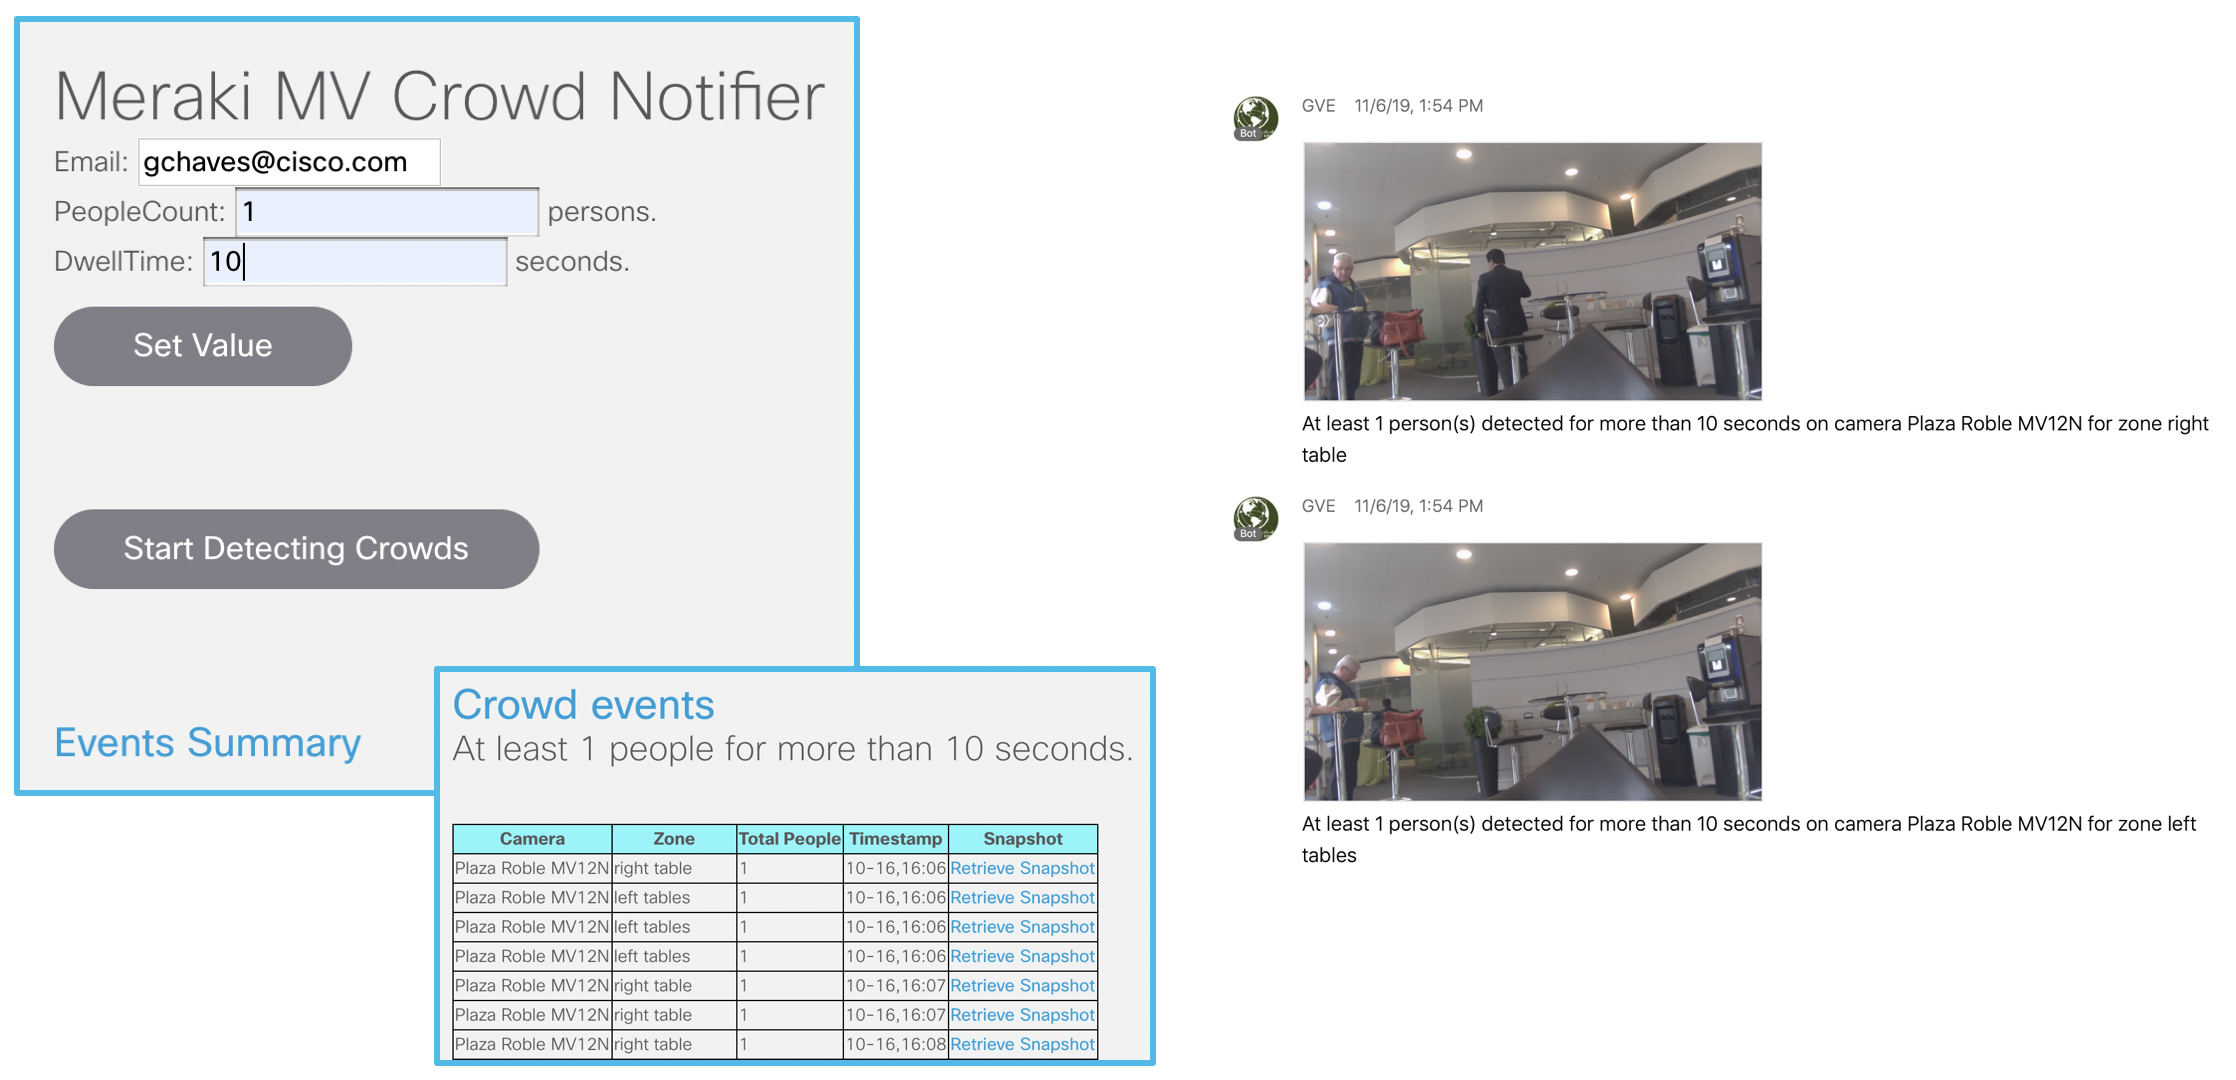 Meraki MV Crowd Notifier
Email: gchaves@cisco.com
PeopleCount: 1 persons.
DwellTime: 10 seconds.
Set Value
Start Detecting Crowds
Events Summary
Crowd events
At least 1 people for more than 10 seconds.
Camera Zone Total People Timestamp Snapshot
Plaza Roble MV12N right table 1 10-16,16:06 Retrieve Snapshot
Plaza Roble MV12N left tables 1 10-16,16:06 Retrieve Snapshot
Plaza Roble MV12N left tables 1 10-16,16:06 Retrieve Snapshot
Plaza Roble MV12N left tables 1 10-16,16:06 Retrieve Snapshot
Plaza Roble MV12N right table 1 10-16,16:07 Retrieve Snapshot
Plaza Roble MV12N right table 1 10-16,16:07 Retrieve Snapshot
Plaza Roble MV12N right table 1 10-16,16:08 Retrieve Snapshot
GVE 11/6/19, 1:54 PM
Bot
At least 1 person(s) detected for more than 10 seconds on camera Plaza Roble MV12N for zone right
table
GVE 11/6/19, 1:54 PM
Bot
At least 1 person(s) detected for more than 10 seconds on camera Plaza Roble MV12N for zone left
tables